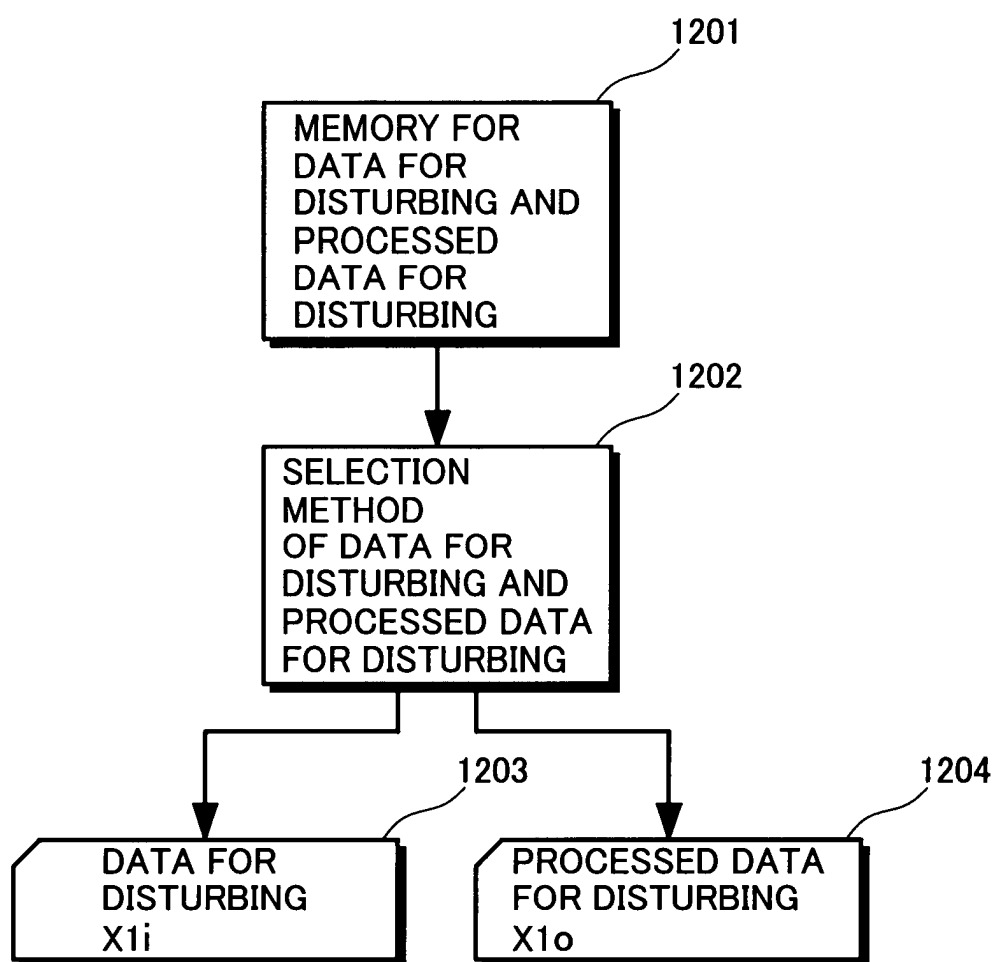 1201
MEMORY FOR
DATA FOR
DISTURBING AND
PROCESSED
DATA FOR
DISTURBING
1202
SELECTION
METHOD
OF DATA FOR
DISTURBING AND
PROCESSED DATA
FOR DISTURBING
1203
DATA FOR
DISTURBING
X1i
1204
PROCESSED DATA
FOR DISTURBING
X1o